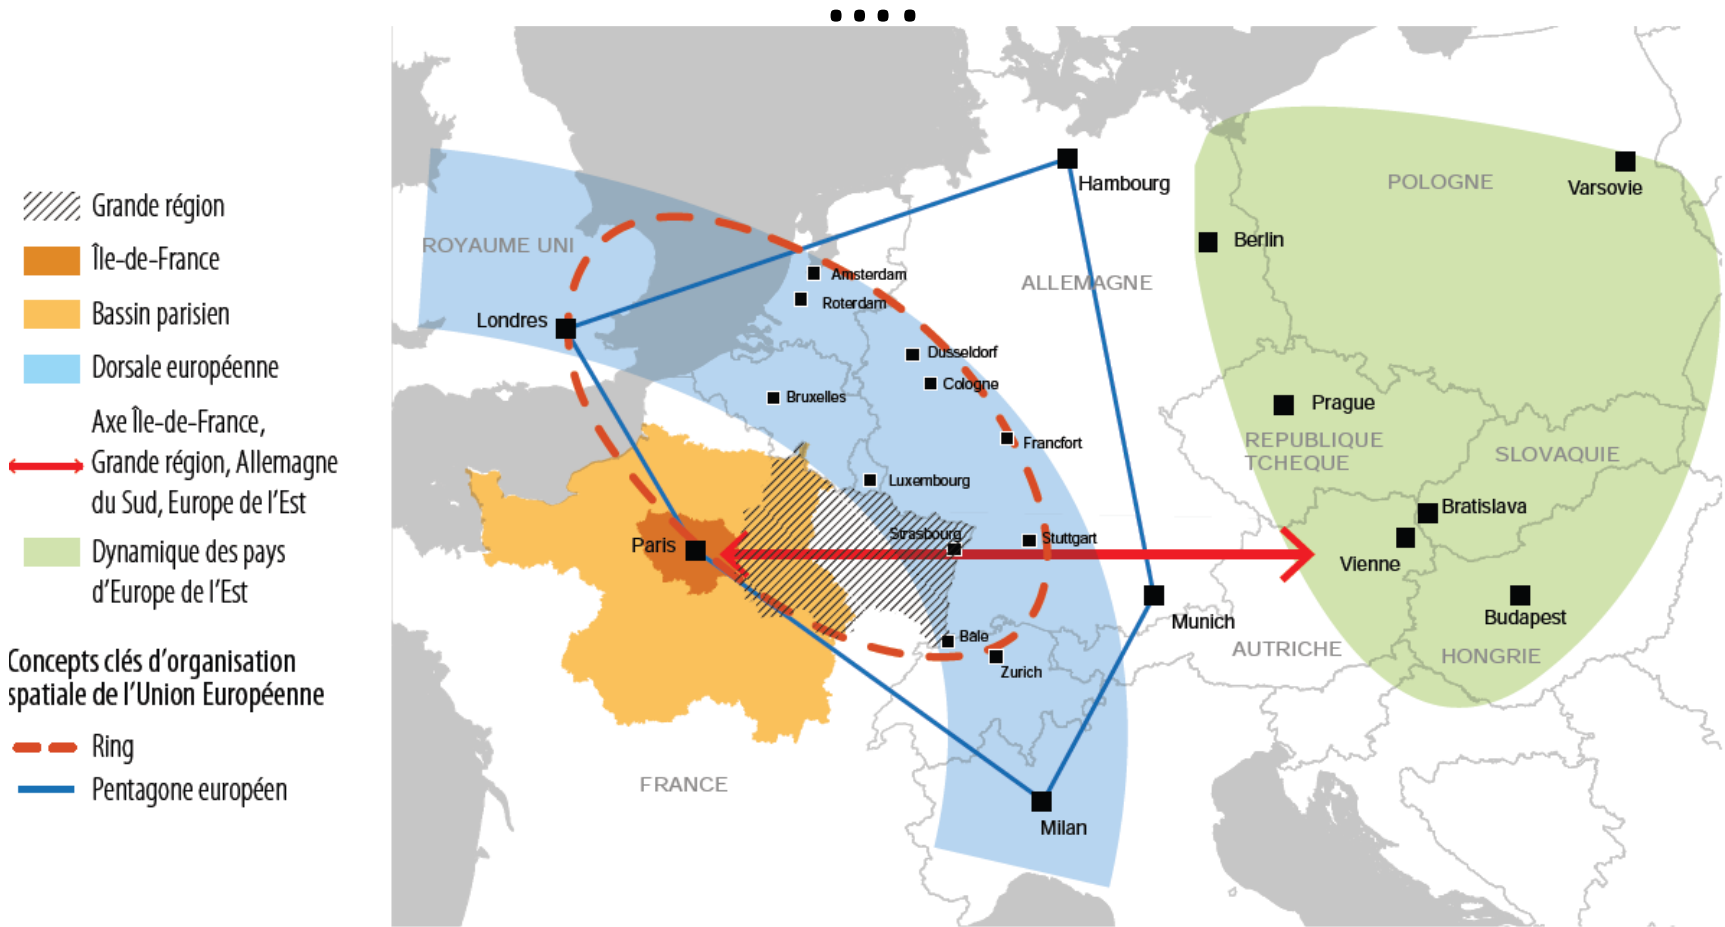 Grande région
Île-de-France
Bassin parisien
Dorsale européenne
Axe Île-de-France,
Grande région, Allemagne
du Sud, Europe de l'Est
Dynamique des pays
d'Europe de l'Est
Concepts clés d'organisation
spatiale de l'Union Européenne
Ring
Pentagone européen
Hambourg
POLOGNE
Varsovie
ROYAUME UNI
Berlin
Amsterdam
ALLEMAGNE
Roterdam
Londres
Dusseldorf
Cologne
Bruxelles
Prague
Francfort
REPUBLIQUE
TCHEQUE
SLOVAQUIE
Luxembourg
Bratislava
Strasbourg
Stuttgart
Paris
Vienne
Munich
Budapest
Bale
AUTRICHE
HONGRIE
Zurich
FRANCE
Milan